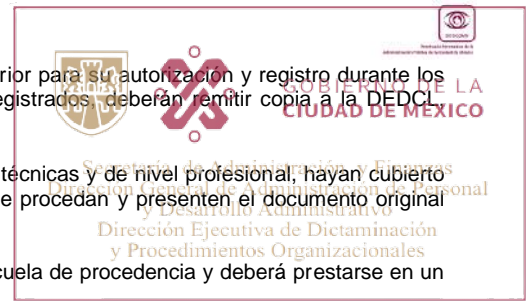 rior para su autorización y registro durante los
egistrados, deberán remitir copia a la DEDCL,
GOBIERNO DE LA
CIUDAD DE MÉXICO
técnicas y de nivel profesional, hayan cubierto
e procedan y presenten el documento original
Secretaría de Administración y Finanzas
Dirección General de Administración de Personal
y Desarrollo Administrativo
Dirección Ejecutiva de Dictaminación
y Procedimientos Organizacionales
cuela de procedencia y deberá prestarse en un